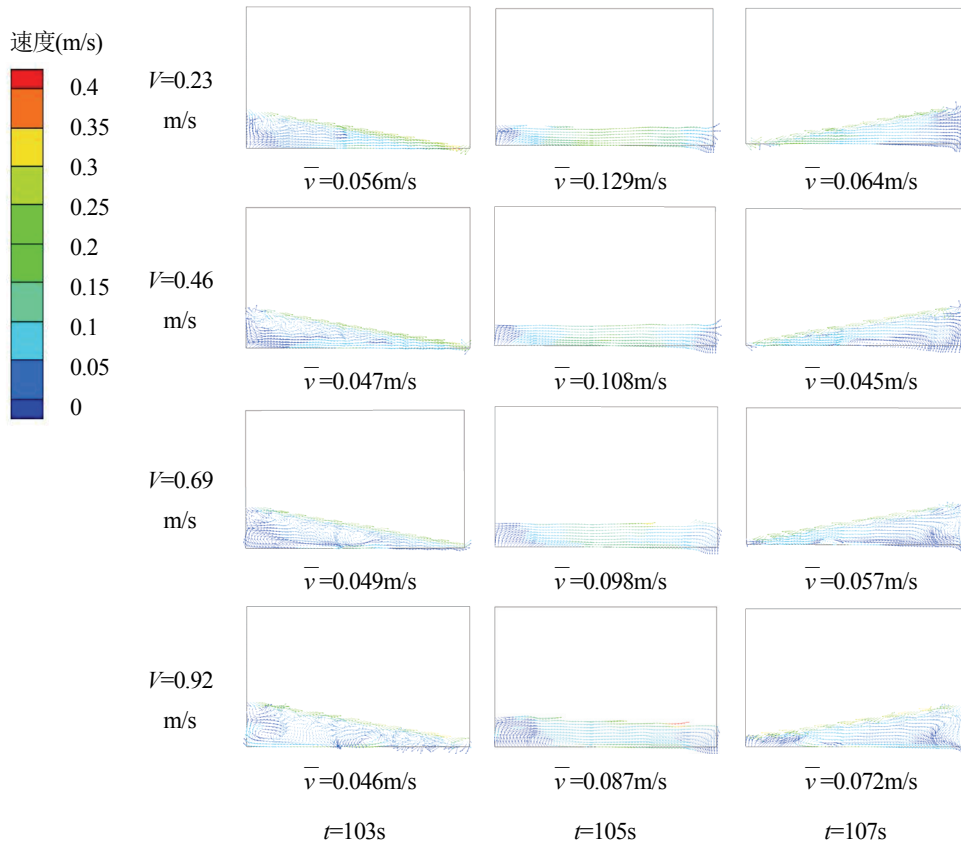 速度(m/s)
0.4
0.35
0.3
0.25
0.2
0.15
0.1
0.05
0
V=0.23
m/s
v̅=0.056m/s
v̅=0.129m/s
v̅=0.064m/s
V=0.46
m/s
v̅=0.047m/s
v̅=0.108m/s
v̅=0.045m/s
V=0.69
m/s
v̅=0.049m/s
v̅=0.098m/s
v̅=0.057m/s
V=0.92
m/s
v̅=0.046m/s
v̅=0.087m/s
v̅=0.072m/s
t=103s
t=105s
t=107s